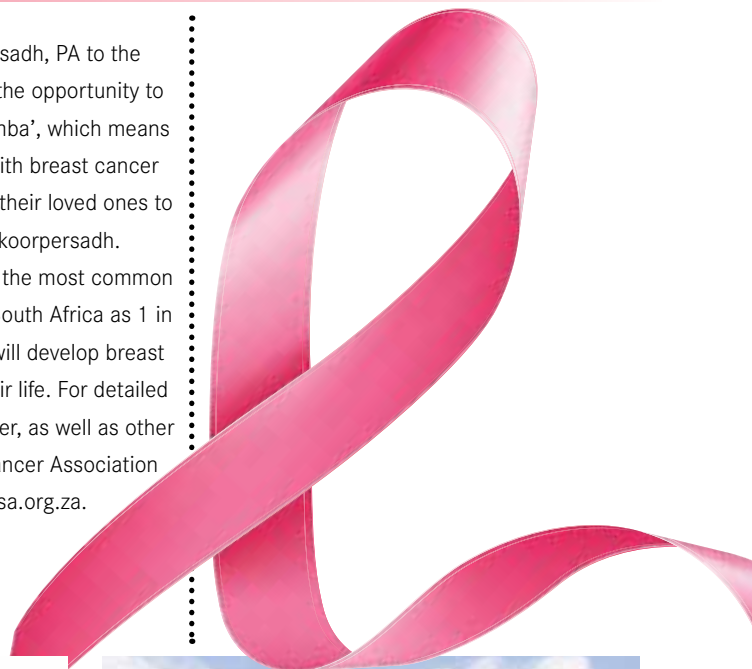 sadh, PA to the
the opportunity to
nba’, which means
ith breast cancer
their loved ones to
koorpersadh.
the most common
outh Africa as 1 in
will develop breast
ir life. For detailed
er, as well as other
ancer Association
sa.org.za.